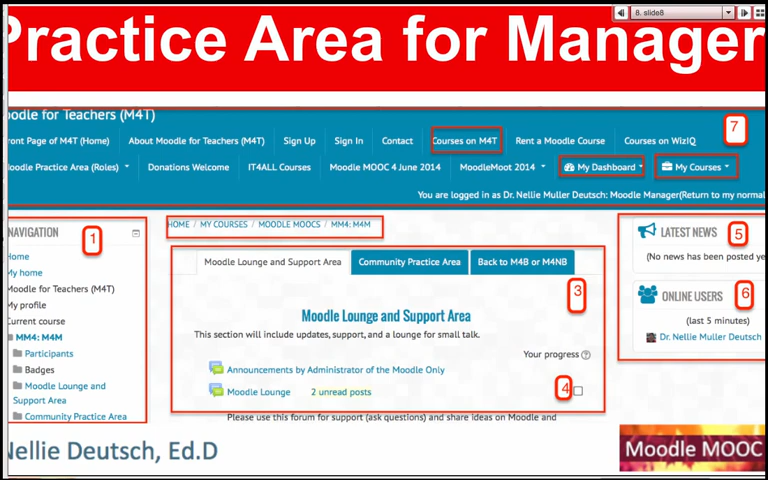 8. slide8
Practice Area for Manager
oodle for Teachers (M4T)
7
ront Page of M4T (Home) About Moodle for Teachers (M4T) Sign Up Sign In Contact Courses on M4T Rent a Moodle Course Courses on WizIQ
oodle Practice Area (Roles) Donations Welcome IT4ALL Courses Moodle MOOC 4 June 2014 MoodleMoot 2014 My Dashboard My Courses
You are logged in as Dr. Nellie Muller Deutsch: Moodle Manager(Return to my normal
HOME / MY COURSES / MOODLE MOOCS / MM4: M4M
NAVIGATION
1
ome
My home
Moodle for Teachers (M4T)
My profile
Current course
MM4: M4M
Participants
Badges
Moodle Lounge and
Support Area
Community Practice Area
Moodle Lounge and Support Area Community Practice Area Back to M4B or M4NB
3
Moodle Lounge and Support Area
This section will include updates, support, and a lounge for small talk.
Your progress
Announcements by Administrator of the Moodle Only
Moodle Lounge 2 unread posts
4
Please use this forum for support (ask questions) and share ideas on Moodle and
LATEST NEWS
5
(No news has been posted ye
ONLINE USERS
6
(last 5 minutes)
Dr. Nellie Muller Deutsch
Nellie Deutsch, Ed.D
Moodle MOOC